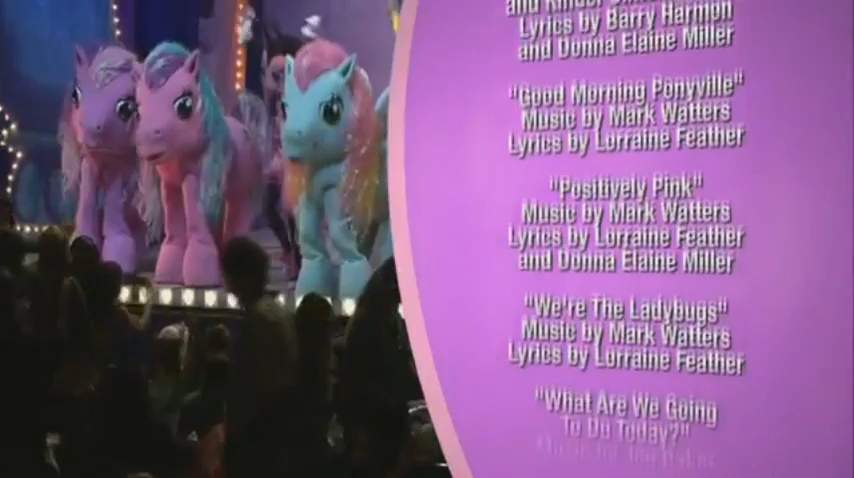 Lyrics by Barry Harmon
and Donna Elaine Miller
"Good Morning Ponyville"
Music by Mark Watters
Lyrics by Lorraine Feather
"Positively Pink"
Music by Mark Watters
Lyrics by Lorraine Feather
and Donna Elaine Miller
"We're The Ladybugs"
Music by Mark Watters
Lyrics by Lorraine Feather
"What Are We Going
To Do Today?"